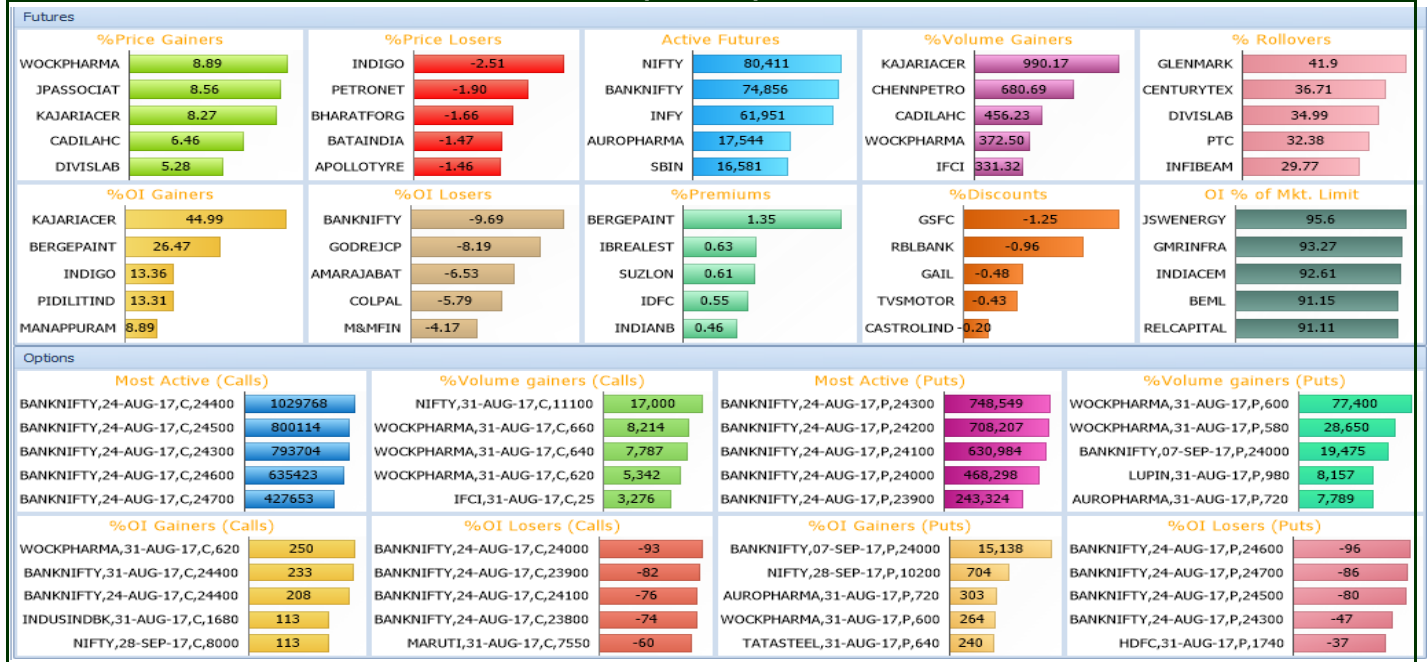 Futures
%Price Gainers
WOCKPHARMA 8.89
JPASSOCIAT 8.56
KAJARIACER 8.27
CADILAHC 6.46
DIVISLAB 5.28
%Price Losers
INDIGO -2.51
PETRONET -1.90
BHARATFORG -1.66
BATAINDIA -1.47
APOLLOTYRE -1.46
Active Futures
NIFTY 80,411
BANKNIFTY 74,856
INFY 61,951
AUROPHARMA 17,544
SBIN 16,581
%Volume Gainers
KAJARIACER 990.17
CHENNPETRO 680.69
CADILAHC 456.23
WOCKPHARMA 372.50
IFCI 331.32
% Rollovers
GLENMARK 41.9
CENTURYTEX 36.71
DIVISLAB 34.99
PTC 32.38
INFIBEAM 29.77
%OI Gainers
KAJARIACER 44.99
BERGEPAINT 26.47
INDIGO 13.36
PIDILITIND 13.31
MANAPPURAM 8.89
%OI Losers
BANKNIFTY -9.69
GODREJCP -8.19
AMARAJABAT -6.53
COLPAL -5.79
M&MFIN -4.17
%Premiums
BERGEPAINT 1.35
IBREALEST 0.63
SUZLON 0.61
IDFC 0.55
INDIANB 0.46
%Discounts
GSFC -1.25
RBLBANK -0.96
GAIL -0.48
TVSMOTOR -0.43
CASTROLIND -0.20
OI % of Mkt. Limit
JSWENERGY 95.6
GMRINFRA 93.27
INDIACEM 92.61
BEML 91.15
RELCAPITAL 91.11
Options
Most Active (Calls)
BANKNIFTY,24-AUG-17,C,24400 1029768
BANKNIFTY,24-AUG-17,C,24500 800114
BANKNIFTY,24-AUG-17,C,24300 793704
BANKNIFTY,24-AUG-17,C,24600 635423
BANKNIFTY,24-AUG-17,C,24700 427653
%Volume gainers (Calls)
NIFTY,31-AUG-17,C,11100 17,000
WOCKPHARMA,31-AUG-17,C,660 8,214
WOCKPHARMA,31-AUG-17,C,640 7,787
WOCKPHARMA,31-AUG-17,C,620 5,342
IFCI,31-AUG-17,C,25 3,276
Most Active (Puts)
BANKNIFTY,24-AUG-17,P,24300 748,549
BANKNIFTY,24-AUG-17,P,24200 708,207
BANKNIFTY,24-AUG-17,P,24100 630,984
BANKNIFTY,24-AUG-17,P,24000 468,298
BANKNIFTY,24-AUG-17,P,23900 243,324
%Volume gainers (Puts)
WOCKPHARMA,31-AUG-17,P,600 77,400
WOCKPHARMA,31-AUG-17,P,580 28,650
BANKNIFTY,07-SEP-17,P,24000 19,475
LUPIN,31-AUG-17,P,980 8,157
AUROPHARMA,31-AUG-17,P,720 7,789
%OI Gainers (Calls)
WOCKPHARMA,31-AUG-17,C,620 250
BANKNIFTY,31-AUG-17,C,24400 233
BANKNIFTY,24-AUG-17,C,24400 208
INDUSINDBK,31-AUG-17,C,1680 113
NIFTY,28-SEP-17,C,8000 113
%OI Losers (Calls)
BANKNIFTY,24-AUG-17,C,24000 -93
BANKNIFTY,24-AUG-17,C,23900 -82
BANKNIFTY,24-AUG-17,C,24100 -76
BANKNIFTY,24-AUG-17,C,23800 -74
MARUTI,31-AUG-17,C,7550 -60
%OI Gainers (Puts)
BANKNIFTY,07-SEP-17,P,24000 15,138
NIFTY,28-SEP-17,P,10200 704
AUROPHARMA,31-AUG-17,P,720 303
WOCKPHARMA,31-AUG-17,P,600 264
TATASTEEL,31-AUG-17,P,640 240
%OI Losers (Puts)
BANKNIFTY,24-AUG-17,P,24600 -96
BANKNIFTY,24-AUG-17,P,24700 -86
BANKNIFTY,24-AUG-17,P,24500 -80
BANKNIFTY,24-AUG-17,P,24300 -47
HDFC,31-AUG-17,P,1740 -37